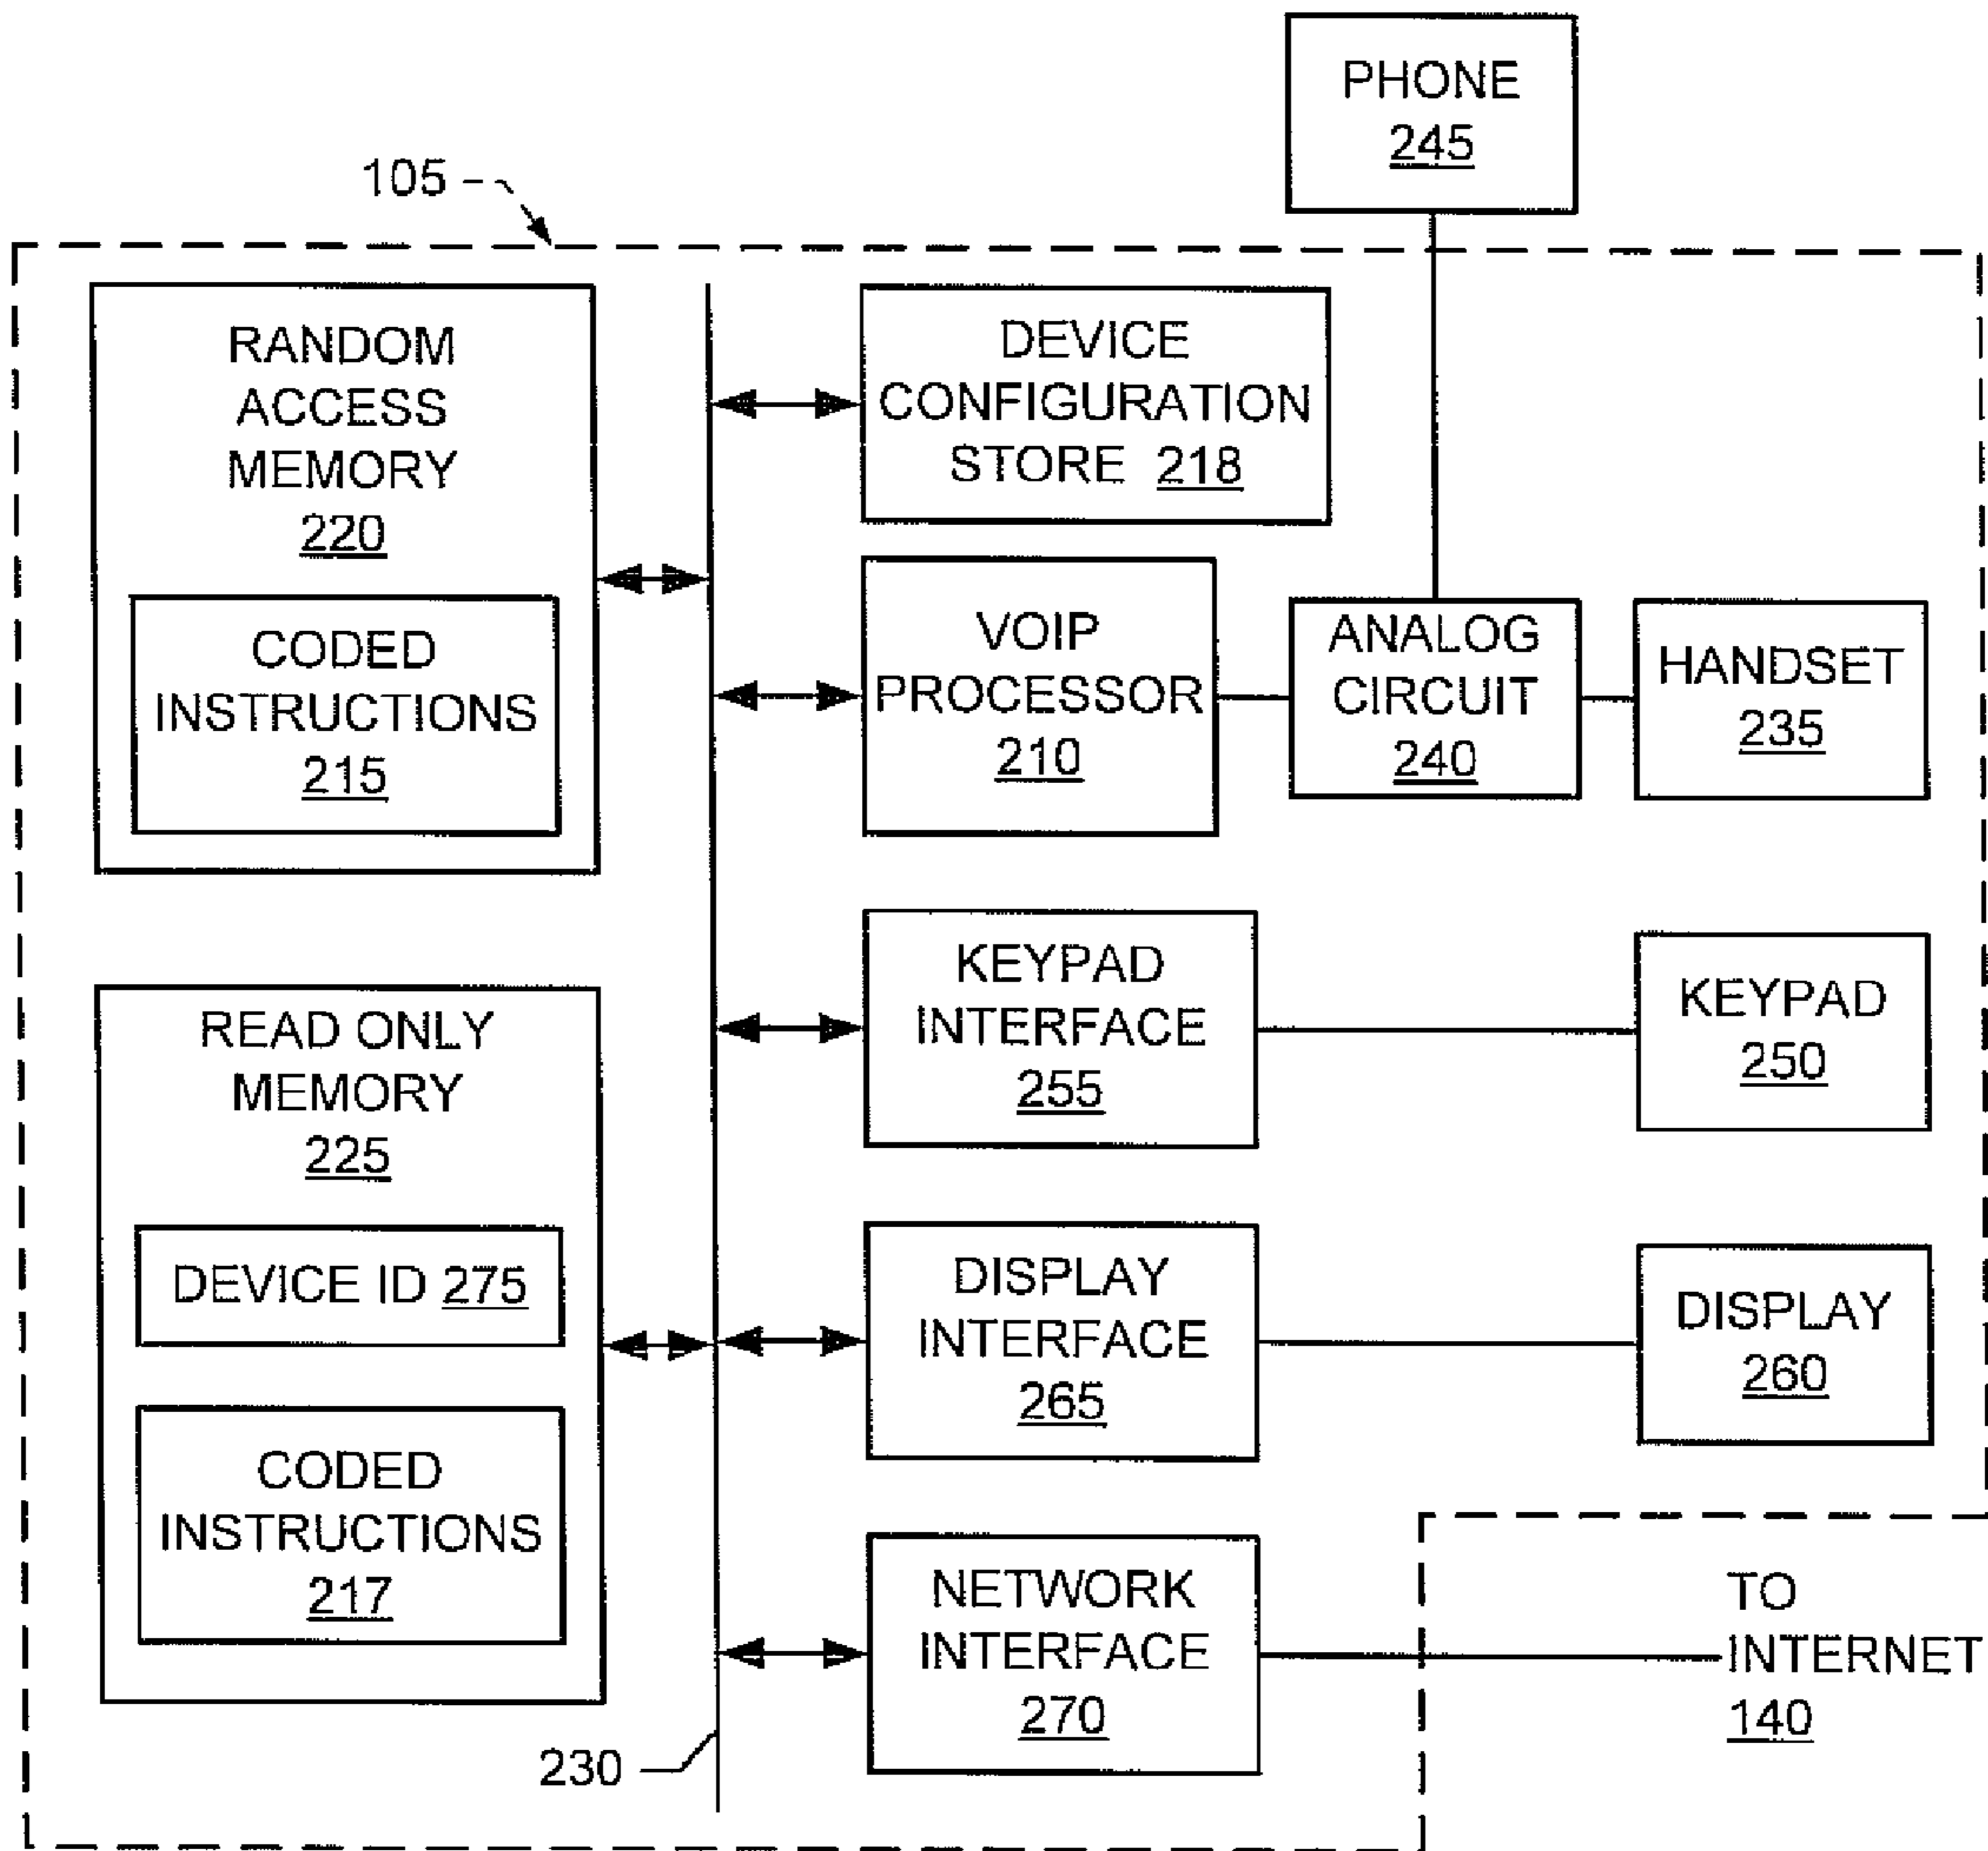 PHONE
245
105
RANDOM
ACCESS
MEMORY
220
CODED
INSTRUCTIONS
215
DEVICE
CONFIGURATION
STORE 218
VOIP
PROCESSOR
210
ANALOG
CIRCUIT
240
HANDSET
235
KEYPAD
INTERFACE
255
KEYPAD
250
READ ONLY
MEMORY
225
DEVICE ID 275
CODED
INSTRUCTIONS
217
DISPLAY
INTERFACE
265
DISPLAY
260
NETWORK
INTERFACE
270
TO
INTERNET
140
230